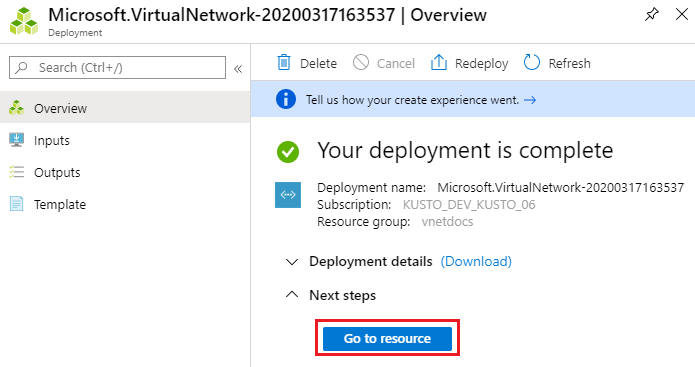 Microsoft.VirtualNetwork-20200317163537 | Overview
Deployment
Search (Ctrl+/)
«
Overview
Inputs
Outputs
Template
Delete
Cancel
Redeploy
Refresh
Tell us how your create experience went. →
Your deployment is complete
Deployment name: Microsoft.VirtualNetwork-20200317163537
Subscription: KUSTO_DEV_KUSTO_06
Resource group: vnetdocs
Deployment details (Download)
Next steps
Go to resource